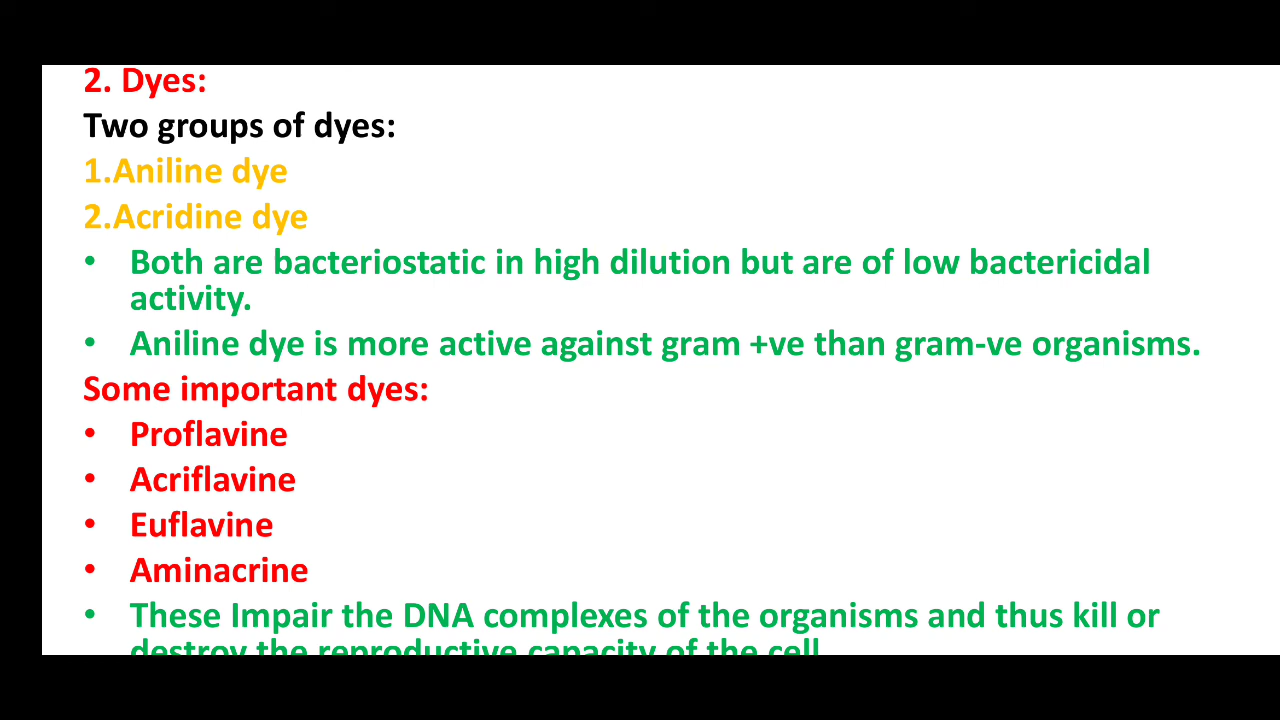 2. Dyes:
Two groups of dyes:
1.Aniline dye
2.Acridine dye
• Both are bacteriostatic in high dilution but are of low bactericidal
activity.
• Aniline dye is more active against gram +ve than gram-ve organisms.
Some important dyes:
• Proflavine
• Acriflavine
• Euflavine
• Aminacrine
• These Impair the DNA complexes of the organisms and thus kill or
destroy the reproductive capacity of the cell